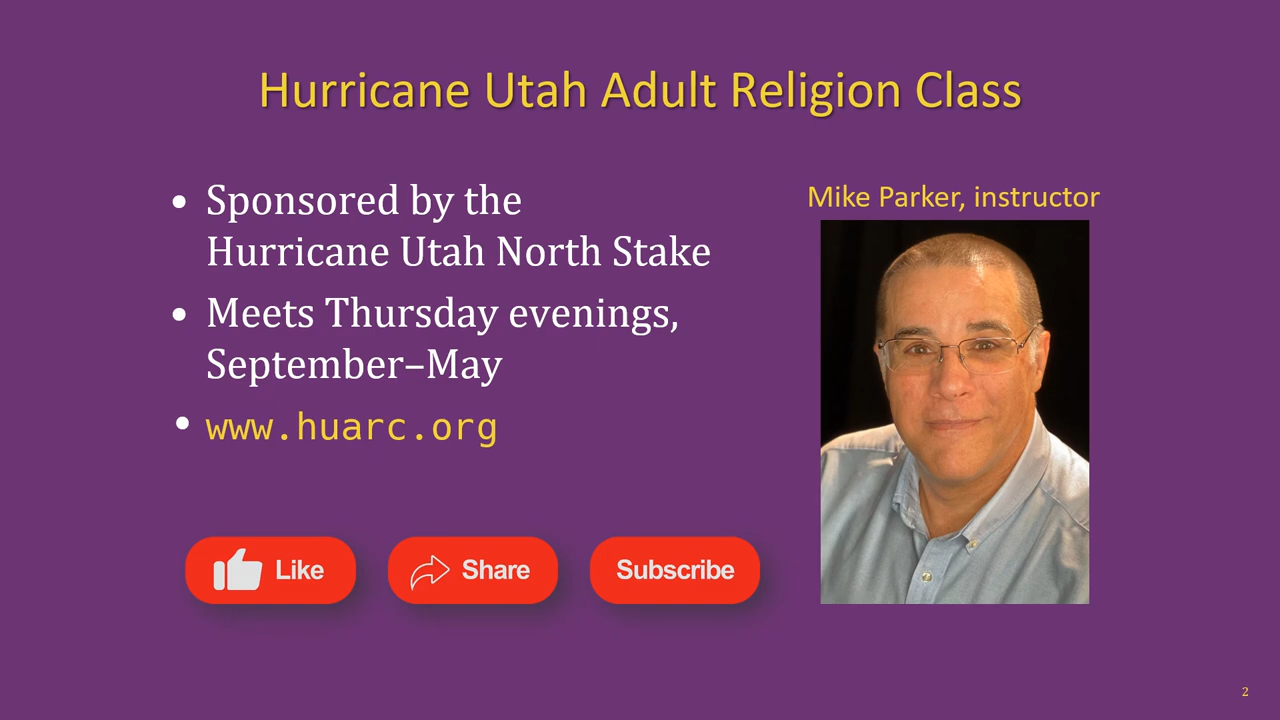 Hurricane Utah Adult Religion Class
• Sponsored by the
Hurricane Utah North Stake
• Meets Thursday evenings,
September–May
• www.huarc.org
Mike Parker, instructor
Like
Share
Subscribe
2